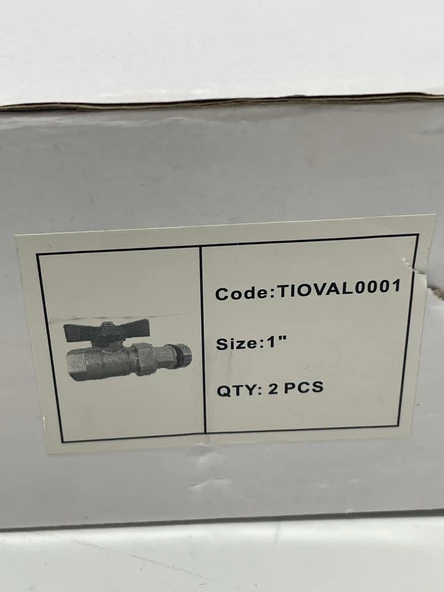 Code:TIOVAL0001
Size:1"
QTY: 2 PCS